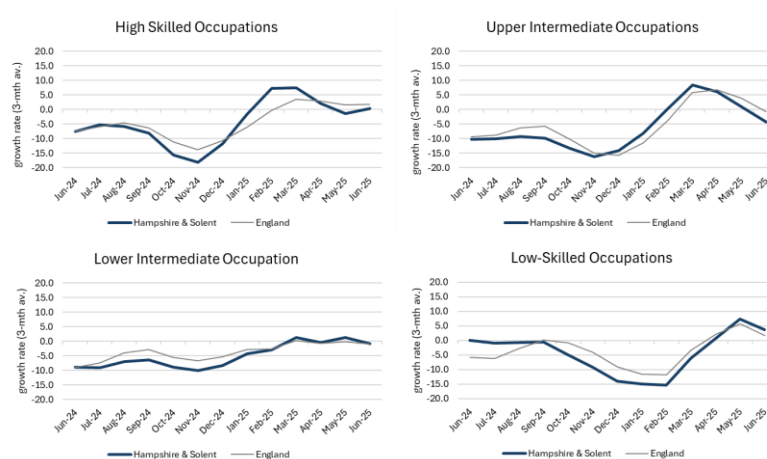 High Skilled Occupations
growth rate (3-mth av.)
20.0
15.0
10.0
5.0
0.0
-5.0
-10.0
-15.0
-20.0
Jun-24 Jul-24 Aug-24 Sep-24 Oct-24 Nov-24 Dec-24 Jan-25 Feb-25 Mar-25 Apr-25 May-25 Jun-25
Hampshire & Solent England
Upper Intermediate Occupations
growth rate (3-mth av.)
20.0
15.0
10.0
5.0
0.0
-5.0
-10.0
-15.0
-20.0
Jun-24 Jul-24 Aug-24 Sep-24 Oct-24 Nov-24 Dec-24 Jan-25 Feb-25 Mar-25 Apr-25 May-25 Jun-25
Hampshire & Solent England
Lower Intermediate Occupation
growth rate (3-mth av.)
20.0
15.0
10.0
5.0
0.0
-5.0
-10.0
-15.0
-20.0
Jun-24 Jul-24 Aug-24 Sep-24 Oct-24 Nov-24 Dec-24 Jan-25 Feb-25 Mar-25 Apr-25 May-25 Jun-25
Hampshire & Solent England
Low-Skilled Occupations
growth rate (3-mth av.)
20.0
15.0
10.0
5.0
0.0
-5.0
-10.0
-15.0
-20.0
Jun-24 Jul-24 Aug-24 Sep-24 Oct-24 Nov-24 Dec-24 Jan-25 Feb-25 Mar-25 Apr-25 May-25 Jun-25
Hampshire & Solent England